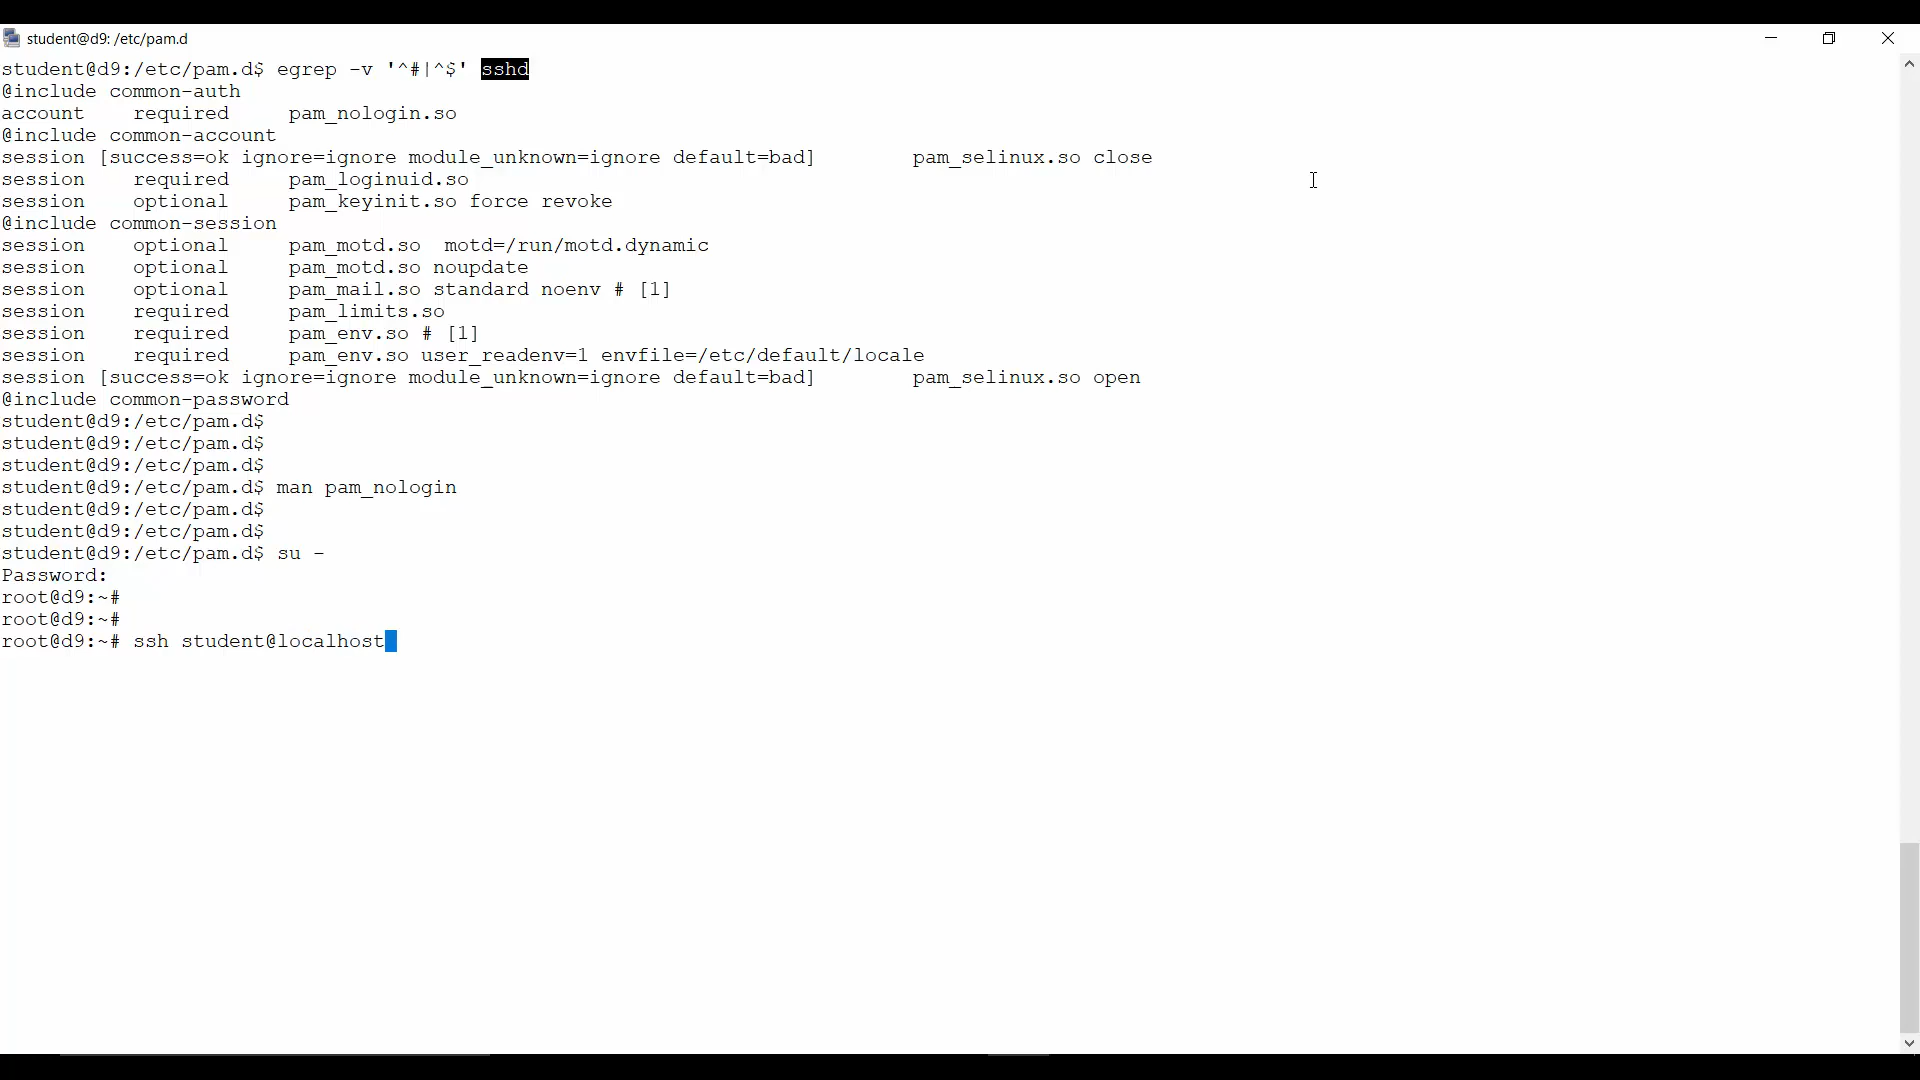 student@d9: /etc/pam.d
student@d9:/etc/pam.d$ egrep -v '^#|^$' sshd
@include common-auth
account    required     pam_nologin.so
@include common-account
session [success=ok ignore=ignore module_unknown=ignore default=bad]        pam_selinux.so close
session    required     pam_loginuid.so
session    optional     pam_keyinit.so force revoke
@include common-session
session    optional     pam_motd.so  motd=/run/motd.dynamic
session    optional     pam_motd.so noupdate
session    optional     pam_mail.so standard noenv # [1]
session    required     pam_limits.so
session    required     pam_env.so # [1]
session    required     pam_env.so user_readenv=1 envfile=/etc/default/locale
session [success=ok ignore=ignore module_unknown=ignore default=bad]        pam_selinux.so open
@include common-password
student@d9:/etc/pam.d$
student@d9:/etc/pam.d$
student@d9:/etc/pam.d$
student@d9:/etc/pam.d$ man pam_nologin
student@d9:/etc/pam.d$
student@d9:/etc/pam.d$
student@d9:/etc/pam.d$ su -
Password:
root@d9:~#
root@d9:~#
root@d9:~# ssh student@localhost